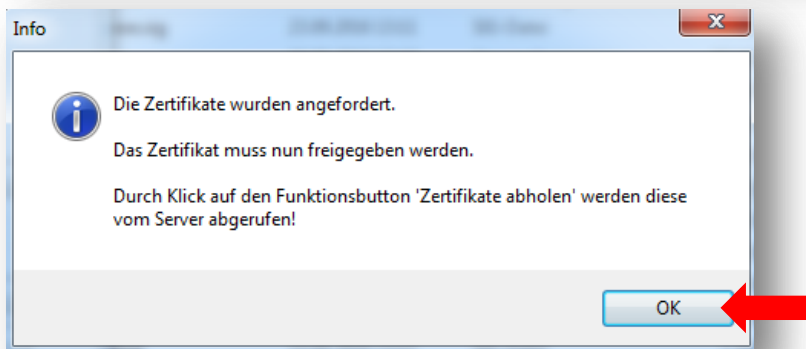 Info
Die Zertifikate wurden angefordert.
Das Zertifikat muss nun freigegeben werden.
Durch Klick auf den Funktionsbutton 'Zertifikate abholen' werden diese
vom Server abgerufen!
OK